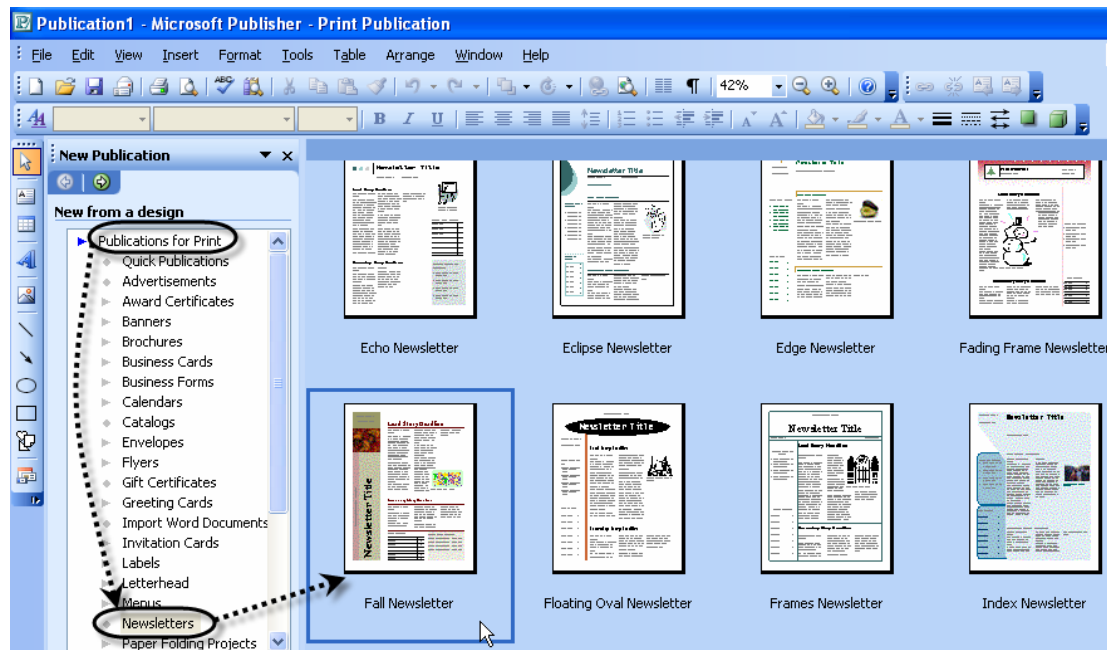 Publication1 - Microsoft Publisher - Print Publication
File Edit View Insert Format Tools Table Arrange Window Help
ABC
42%
A4
B I U
New Publication
New from a design
Publications for Print
Quick Publications
Advertisements
Award Certificates
Banners
Brochures
Business Cards
Business Forms
Calendars
Catalogs
Envelopes
Flyers
Gift Certificates
Greeting Cards
Import Word Documents
Invitation Cards
Labels
Letterhead
Menus
Newsletters
Paper Folding Projects
Newsletter Title
Newsletter Title
Echo Newsletter
Eclipse Newsletter
Edge Newsletter
Fading Frame Newsletter
Newsletter Title
Lead Story Headline
Newsletter Title
Newsletter Title
Lead Story Headline
Newsletter Title
Fall Newsletter
Floating Oval Newsletter
Frames Newsletter
Index Newsletter